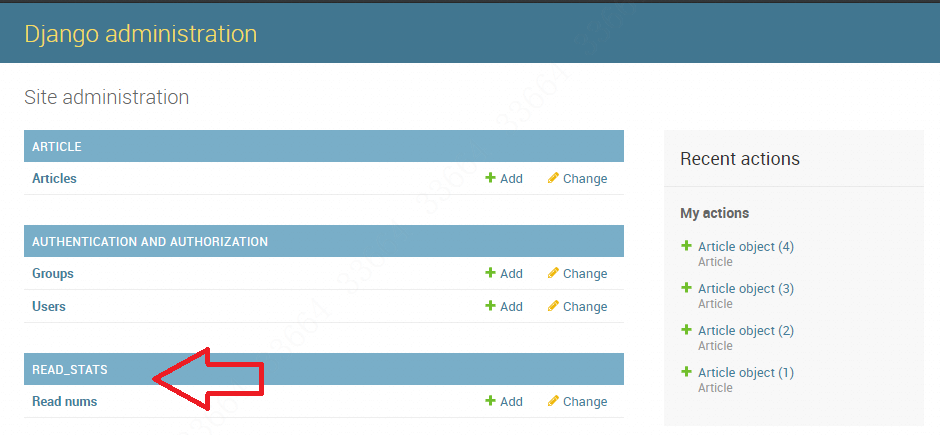 Django administration
Site administration
ARTICLE
Articles Add Change
AUTHENTICATION AND AUTHORIZATION
Groups Add Change
Users Add Change
READ_STATS
Read nums Add Change
Recent actions
My actions
Article object (4)
Article
Article object (3)
Article
Article object (2)
Article
Article object (1)
Article